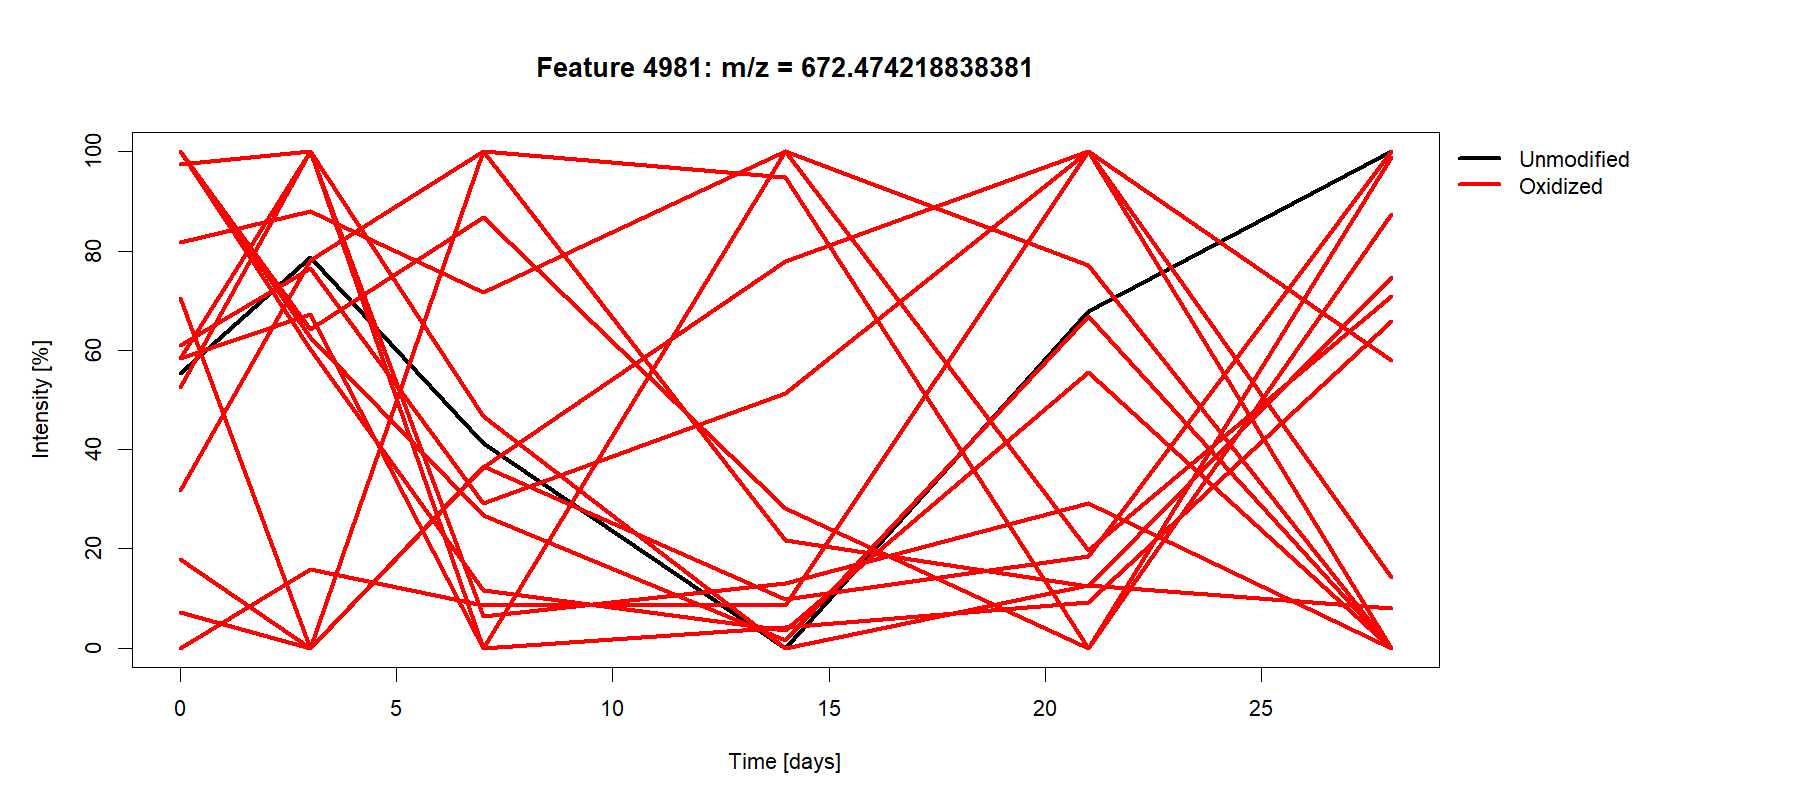 Feature 4981: m/z = 672.474218838381
Unmodified
Oxidized
Intensity [%]
100
80
60
40
20
0
0 5 10 15 20 25
Time [days]